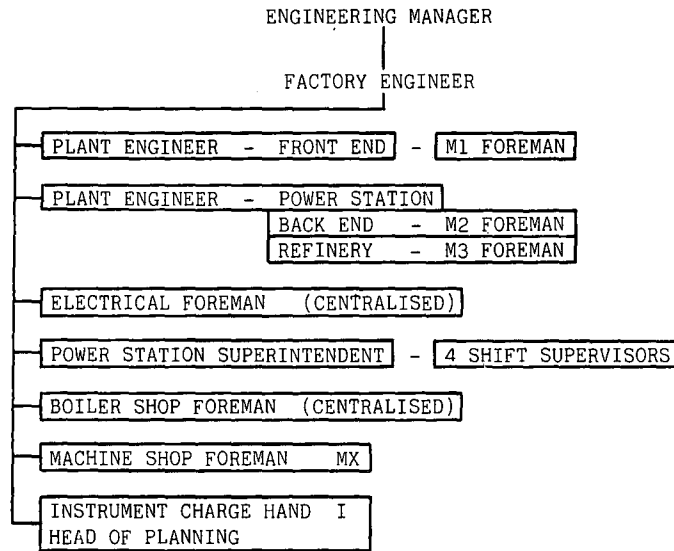 ENGINEERING MANAGER
FACTORY ENGINEER
PLANT ENGINEER - FRONT END - M1 FOREMAN
PLANT ENGINEER - POWER STATION
BACK END - M2 FOREMAN
REFINERY - M3 FOREMAN
ELECTRICAL FOREMAN (CENTRALISED)
POWER STATION SUPERINTENDENT - 4 SHIFT SUPERVISORS
BOILER SHOP FOREMAN (CENTRALISED)
MACHINE SHOP FOREMAN MX
INSTRUMENT CHARGE HAND I
HEAD OF PLANNING